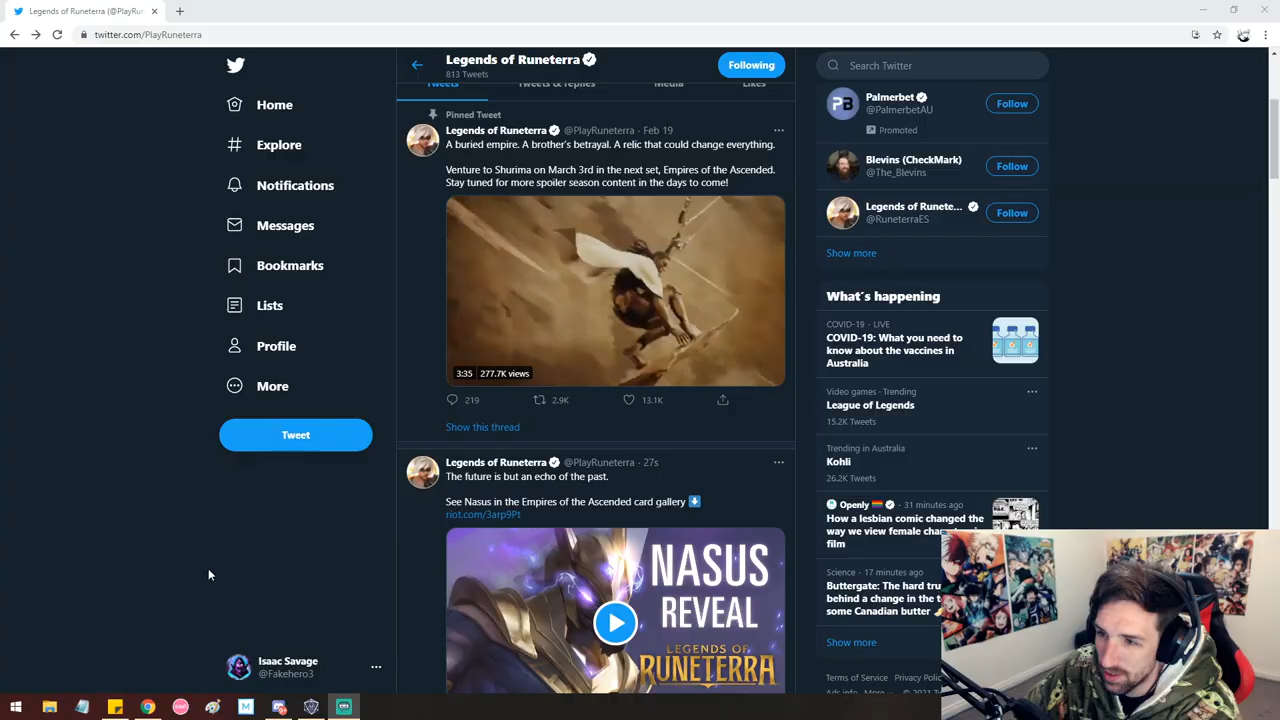 Legends of Runeterra (@PlayRun
twitter.com/PlayRuneterra
Home
Explore
Notifications
Messages
Bookmarks
Lists
Profile
More
Tweet
Isaac Savage
@Fakehero3
Legends of Runeterra
813 Tweets
Following
Tweets
Tweets & replies
Media
Likes
Pinned Tweet
Legends of Runeterra @PlayRuneterra · Feb 19
A buried empire. A brother's betrayal. A relic that could change everything.
Venture to Shurima on March 3rd in the next set, Empires of the Ascended.
Stay tuned for more spoiler season content in the days to come!
3:35 277.7K views
219 2.9K 13.1K
Show this thread
Legends of Runeterra @PlayRuneterra · 27s
The future is but an echo of the past.
See Nasus in the Empires of the Ascended card gallery
riot.com/3arp9Pt
NASUS
REVEAL
LEGENDS OF
RUNETERRA
Search Twitter
PB
Palmerbet
@PalmerbetAU
Promoted
Follow
Blevins (CheckMark)
@The_Blevins
Follow
Legends of Runete...
@RuneterraES
Follow
Show more
What's happening
COVID-19 · LIVE
COVID-19: What you need to
know about the vaccines in
Australia
Video games · Trending
League of Legends
15.2K Tweets
Trending in Australia
Kohli
26.2K Tweets
Openly · 31 minutes ago
How a lesbian comic changed the
way we view female
film
Science · 17 minutes ago
Buttergate: The hard
behind a change in the
some Canadian butter
Show more
Terms of Service Privacy
Ads info More © 2021